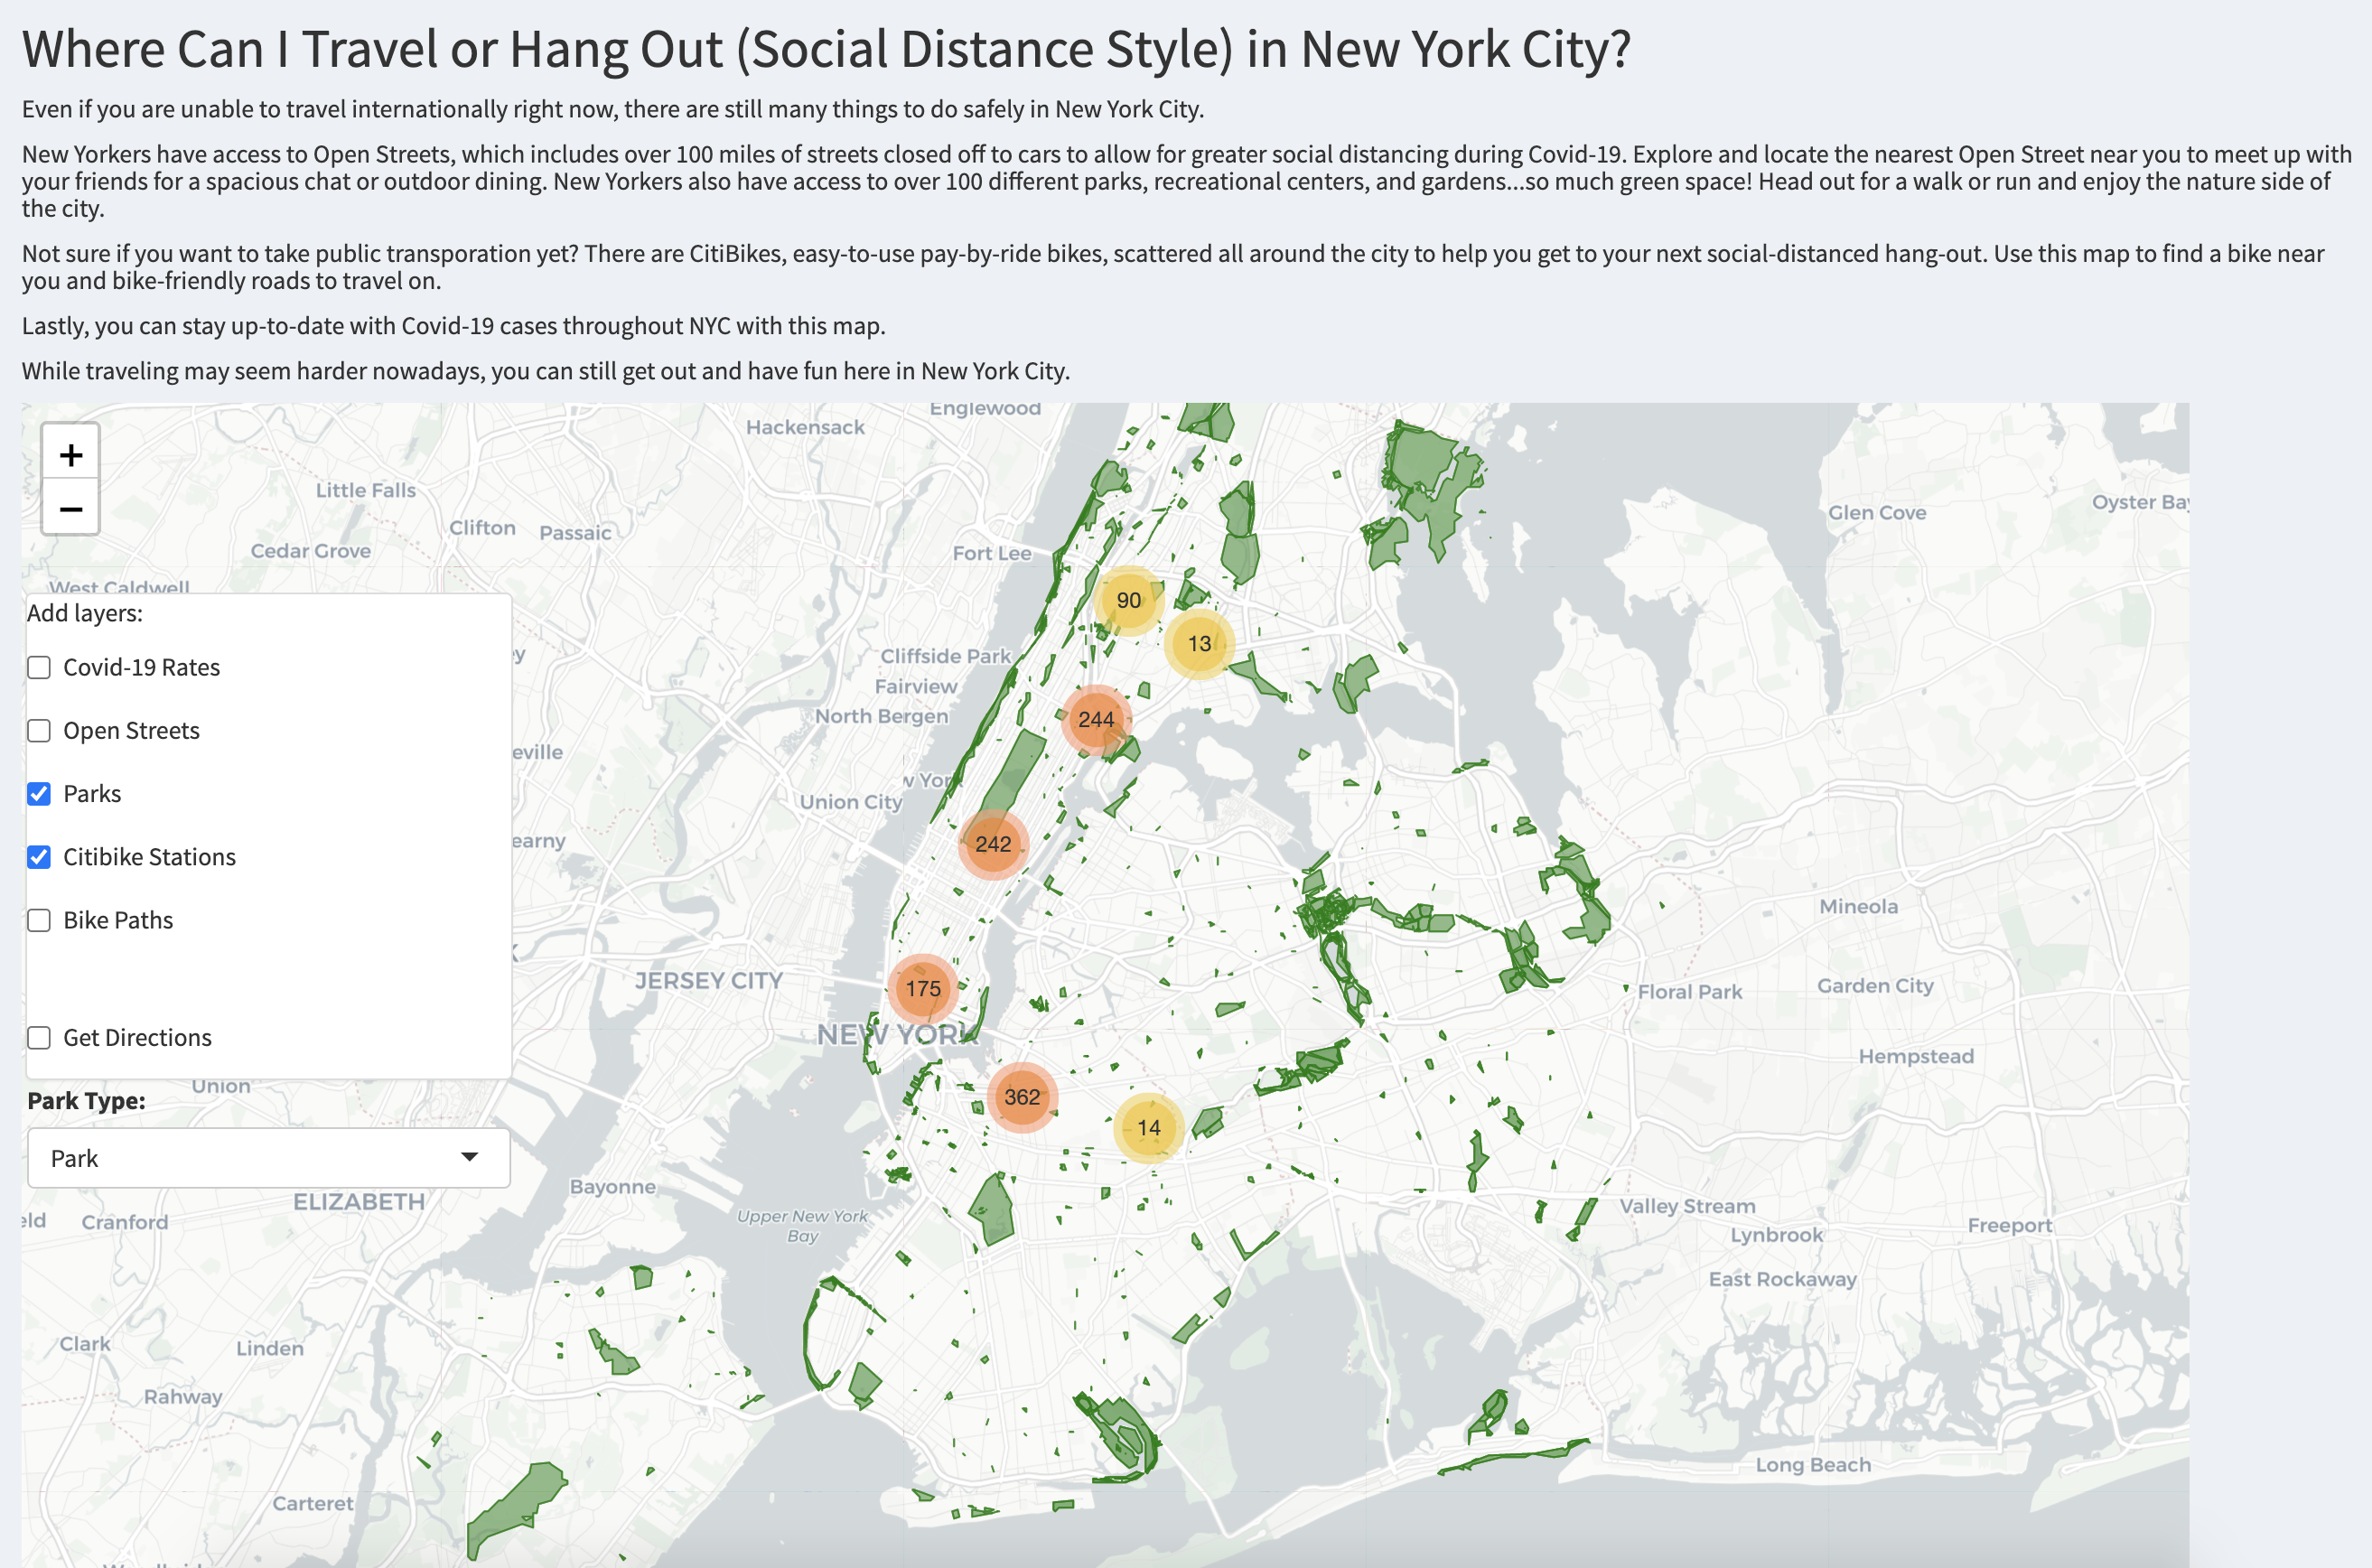 Where Can I Travel or Hang Out (Social Distance Style) in New York City?
Even if you are unable to travel internationally right now, there are still many things to do safely in New York City.
New Yorkers have access to Open Streets, which includes over 100 miles of streets closed off to cars to allow for greater social distancing during Covid-19. Explore and locate the nearest Open Street near you to meet up with
your friends for a spacious chat or outdoor dining. New Yorkers also have access to over 100 different parks, recreational centers, and gardens...so much green space! Head out for a walk or run and enjoy the nature side of
the city.
Not sure if you want to take public transporation yet? There are CitiBikes, easy-to-use pay-by-ride bikes, scattered all around the city to help you get to your next social-distanced hang-out. Use this map to find a bike near
you and bike-friendly roads to travel on.
Lastly, you can stay up-to-date with Covid-19 cases throughout NYC with this map.
While traveling may seem harder nowadays, you can still get out and have fun here in New York City.
Englewood
Hackensack
+
−
Little Falls
Clifton
Passaic
Cedar Grove
Fort Lee
Glen Cove
Oyster Bay
West Caldwell
90
13
Add layers:
Covid-19 Rates
Open Streets
Parks
Citibike Stations
Bike Paths
Get Directions
Park Type:
Park
ey
eville
earny
K
Cliffside Park
Fairview
North Bergen
244
w York
Union City
242
Mineola
JERSEY CITY
175
NEW YORK
Floral Park
Garden City
Hempstead
362
14
Union
ELIZABETH
Bayonne
eld
Cranford
Upper New York
Bay
Valley Stream
Lynbrook
Freeport
East Rockaway
Clark
Linden
Rahway
Long Beach
Carteret